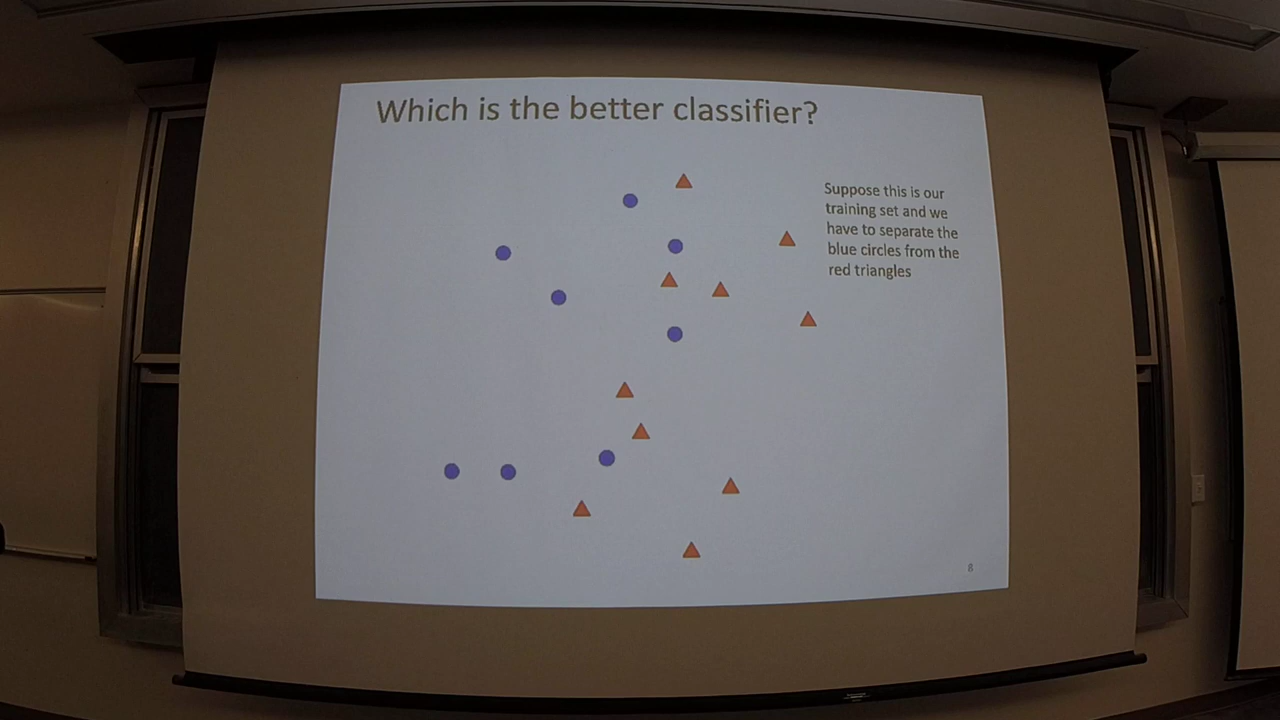 Which is the better classifier?
Suppose this is our
training set and we
have to separate the
blue circles from the
red triangles
8